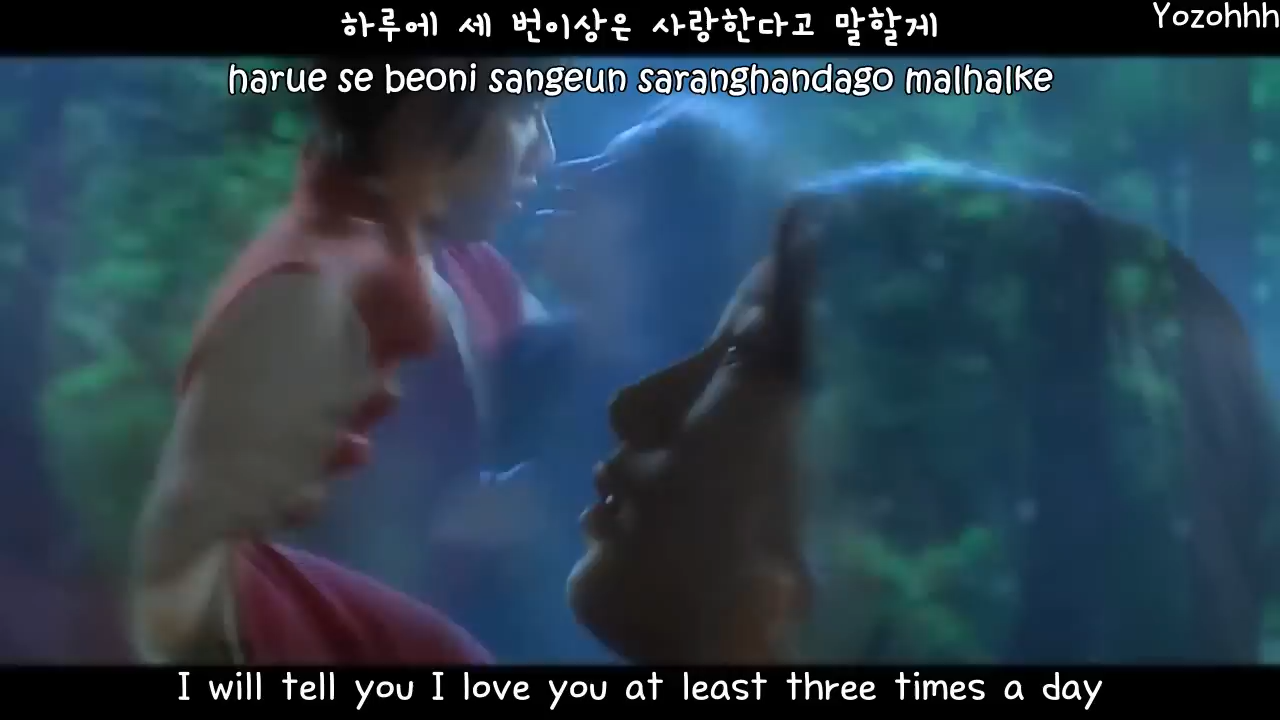 하루에 세 번이상은 사랑한다고 말할게
Yozohhh
harue se beoni sangeun saranghandago malhalke
I will tell you I love you at least three times a day